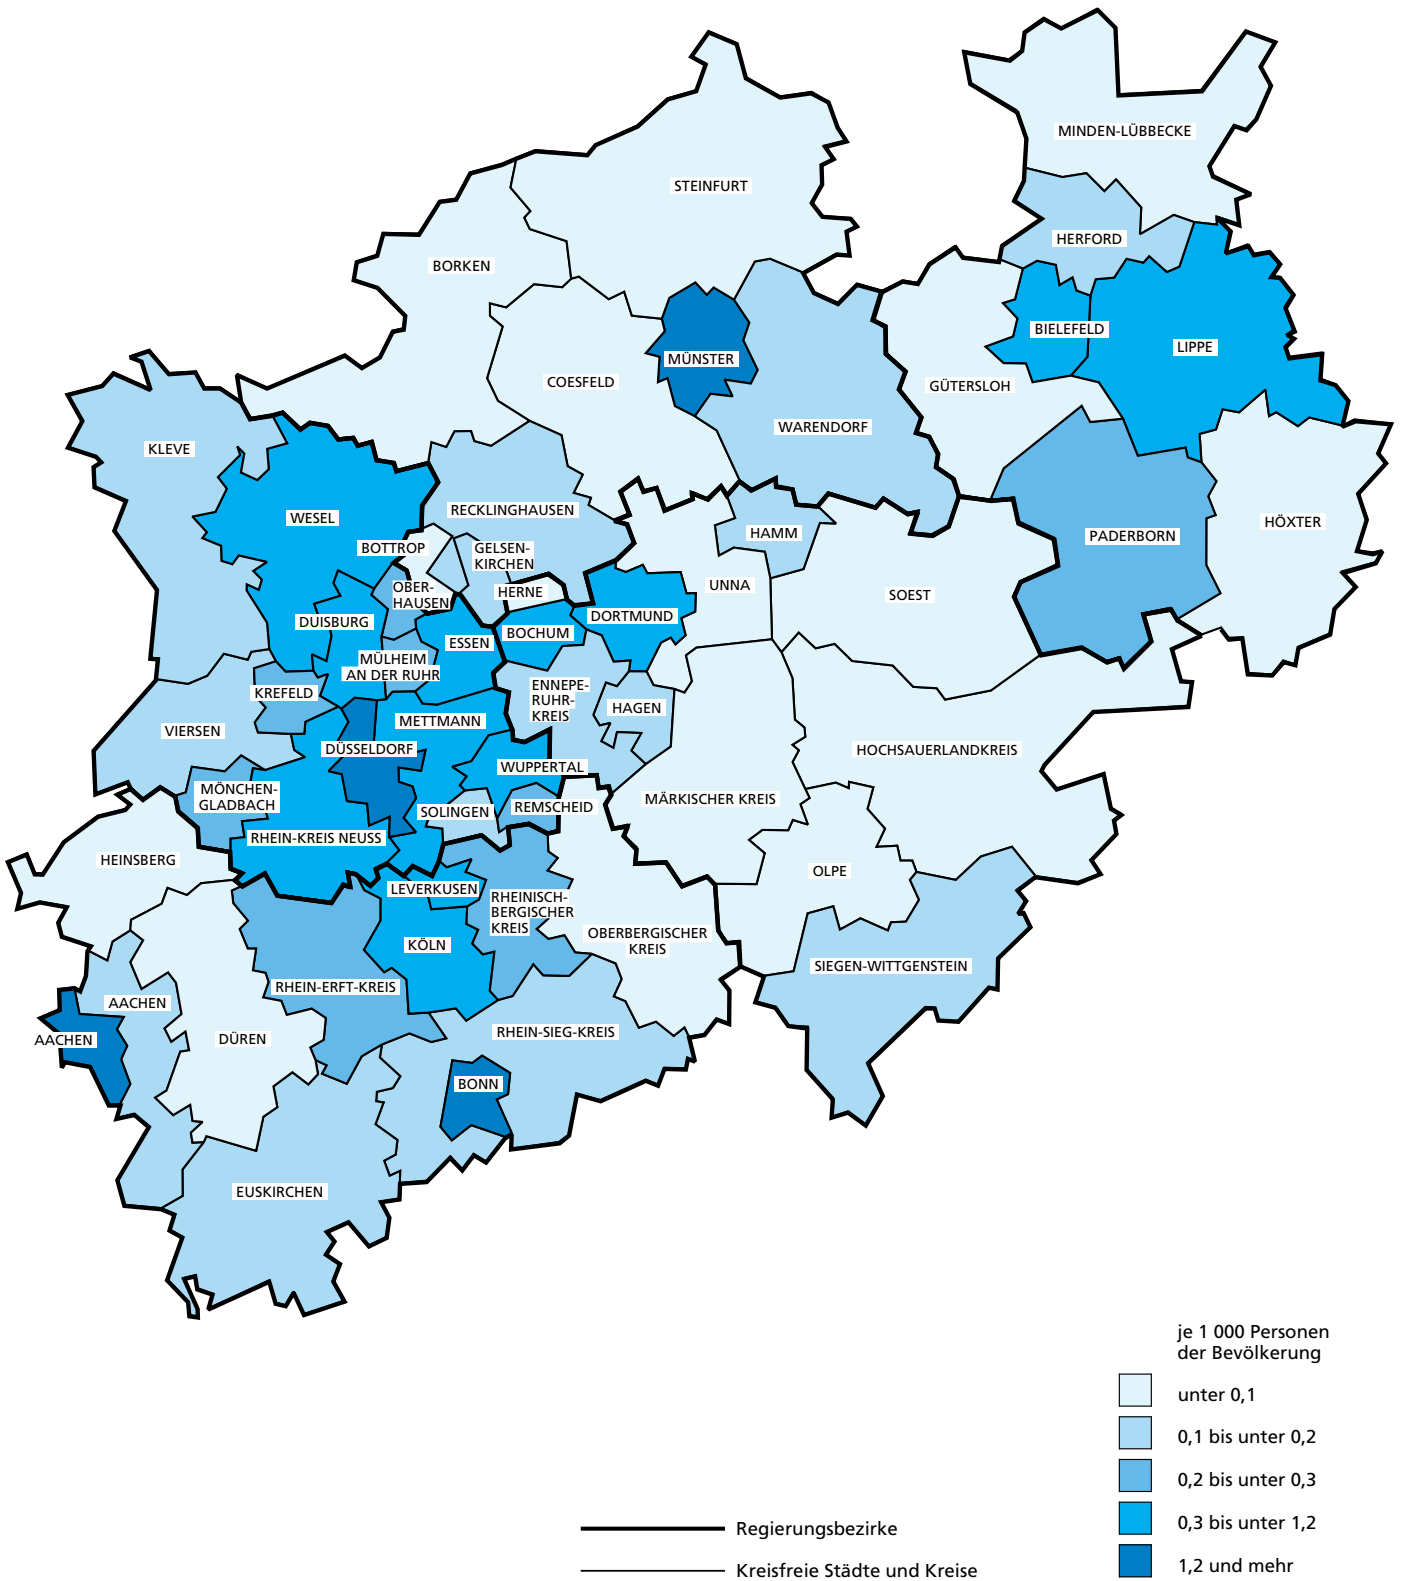 MINDEN-LÜBBECKE
STEINFURT
HERFORD
BORKEN
BIELEFELD
LIPPE
MÜNSTER
COESFELD
GÜTERSLOH
WARENDORF
KLEVE
RECKLINGHAUSEN
WESEL
HÖXTER
HAMM
PADERBORN
BOTTROP
GELSEN-
KIRCHEN
UNNA
OBER-
HAUSEN
HERNE
SOEST
DORTMUND
DUISBURG
BOCHUM
ESSEN
MÜLHEIM
AN DER RUHR
KREFELD
ENNEPE-
RUHR-
KREIS
HAGEN
METTMANN
VIERSEN
DÜSSELDORF
HOCHSAUERLANDKREIS
WUPPERTAL
MÖNCHEN-
GLADBACH
MÄRKISCHER KREIS
REMSCHEID
SOLINGEN
RHEIN-KREIS NEUSS
HEINSBERG
OLPE
LEVERKUSEN
RHEINISCH-
BERGISCHER
KREIS
OBERBERGISCHER
KREIS
KÖLN
SIEGEN-WITTGENSTEIN
RHEIN-ERFT-KREIS
AACHEN
RHEIN-SIEG-KREIS
AACHEN
DÜREN
BONN
EUSKIRCHEN
je 1 000 Personen
der Bevölkerung
unter 0,1
0,1 bis unter 0,2
0,2 bis unter 0,3
0,3 bis unter 1,2
1,2 und mehr
Regierungsbezirke
Kreisfreie Städte und Kreise